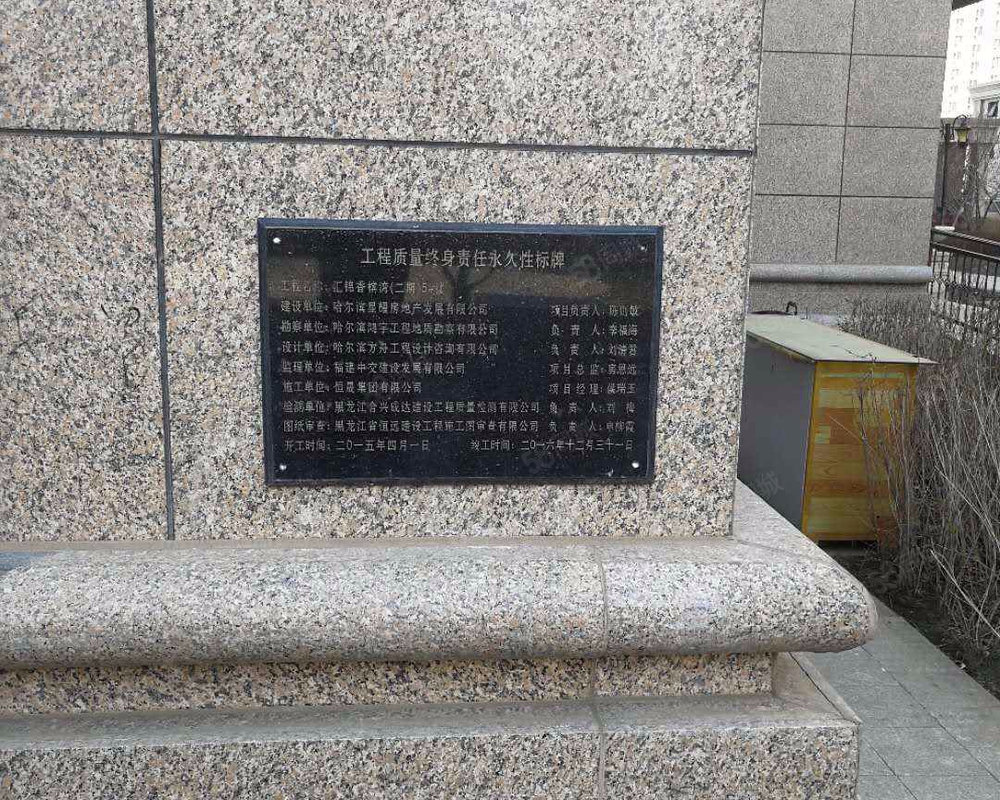 工程质量终身责任永久性标牌
工程名称：汇锦香槟湾(二期)5#
建设单位：哈尔滨星耀房地产发展有限公司 项目负责人：陈山敏
勘察单位：哈尔滨鸿宇工程地质勘察有限公司 负责人：李福海
设计单位：哈尔滨方舟工程设计咨询有限公司 负责人：刘
监理单位：福建中交建设发展有限公司 项目总监：思远
施工单位：恒晟集团有限公司 项目经理：瑞玉
检测单位：黑龙江合兴成达建设工程质量检测有限公司 负责人：刘梅
图纸审查：黑龙江省恒远建设工程施工图审查有限公司 负责人：申柳霞
开工时间：二〇一五年四月一日 竣工时间：二〇一六年十二月三十一日